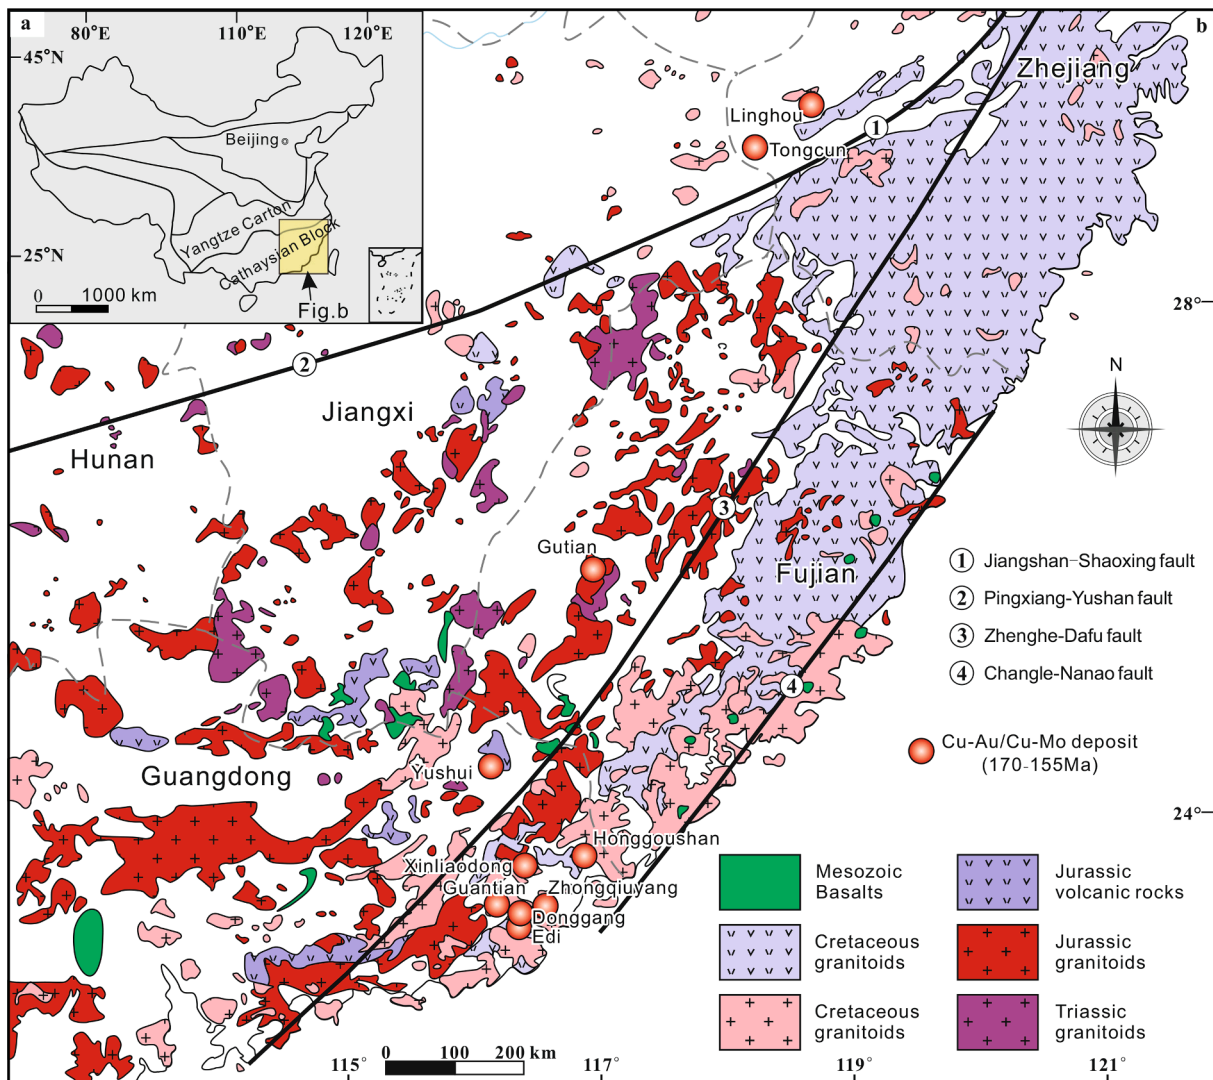 a
80°E
110°E
120°E
45°N
Beijing
Yangtze Carton
Cathaysian Block
25°N
0
1000 km
Fig.b
b
Zhejiang
Linghou
1
Tongcun
28°
2
Jiangxi
Hunan
N
3
Gutian
Fujian
1 Jiangshan-Shaoxing fault
2 Pingxiang-Yushan fault
3 Zhenghe-Dafu fault
4 Changle-Nanao fault
4
Cu-Au/Cu-Mo deposit
(170-155Ma)
Yushui
Guangdong
24°
Honggoushan
Xinliaodong
Guantian
Zhongqiuyang
Donggang
Edi
Mesozoic
Basalts
Jurassic
volcanic rocks
Cretaceous
granitoids
Jurassic
granitoids
Cretaceous
granitoids
Triassic
granitoids
0 100 200 km
115°
117°
119°
121°